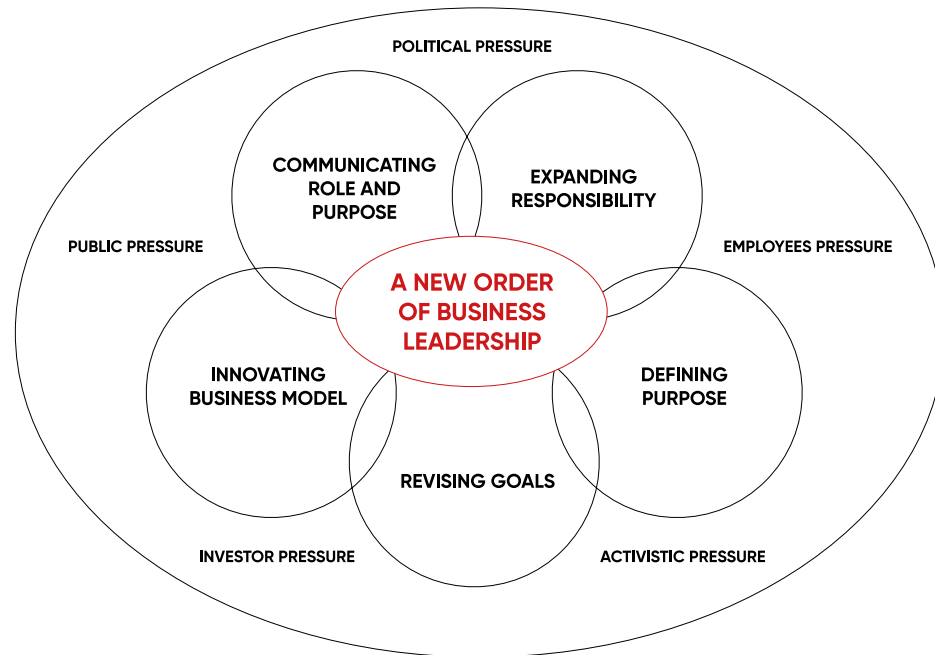 POLITICAL PRESSURE
COMMUNICATING
ROLE AND
PURPOSE
EXPANDING
RESPONSIBILITY
PUBLIC PRESSURE
EMPLOYEES PRESSURE
A NEW ORDER
OF BUSINESS
LEADERSHIP
INNOVATING
BUSINESS MODEL
DEFINING
PURPOSE
REVISING GOALS
INVESTOR PRESSURE
ACTIVISTIC PRESSURE